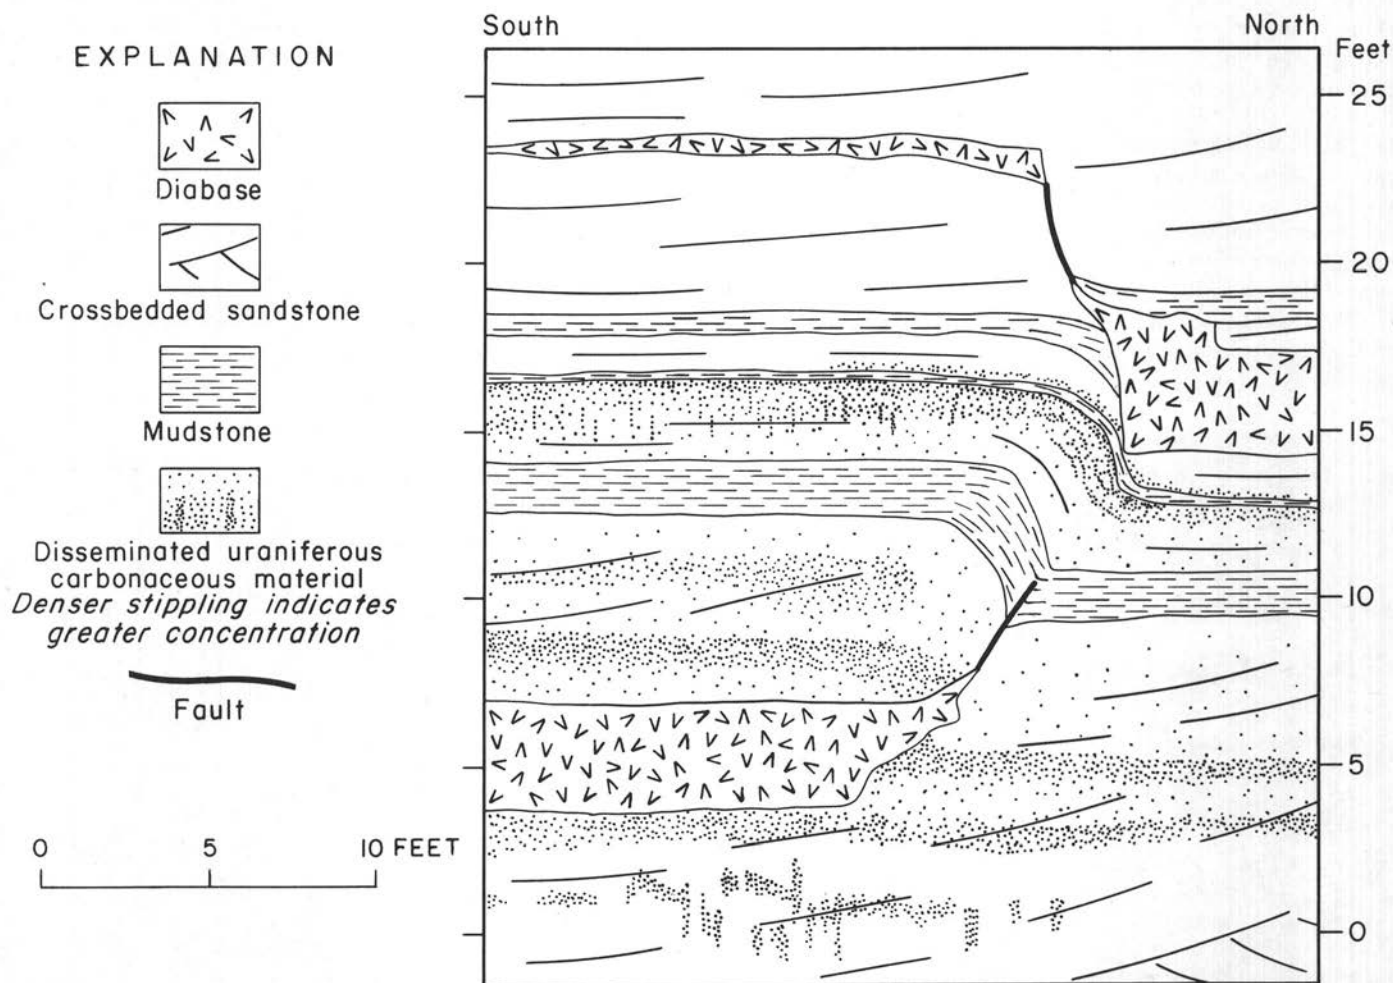 EXPLANATION
Diabase
Crossbedded sandstone
Mudstone
Disseminated uraniferous
carbonaceous material
Denser stippling indicates
greater concentration
Fault
0 5 10 FEET
South North
Feet
25
20
15
10
5
0